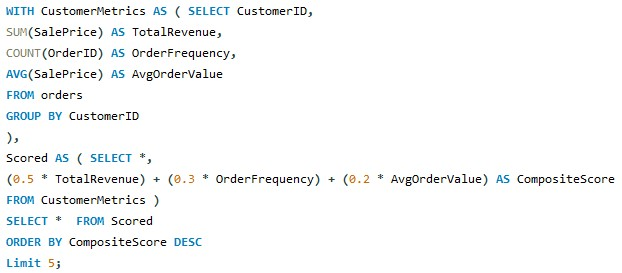 WITH CustomerMetrics AS ( SELECT CustomerID,
SUM(SalePrice) AS TotalRevenue,
COUNT(OrderID) AS OrderFrequency,
AVG(SalePrice) AS AvgOrderValue
FROM orders
GROUP BY CustomerID
),
Scored AS ( SELECT *,
(0.5 * TotalRevenue) + (0.3 * OrderFrequency) + (0.2 * AvgOrderValue) AS CompositeScore
FROM CustomerMetrics )
SELECT *  FROM Scored
ORDER BY CompositeScore DESC
Limit 5;